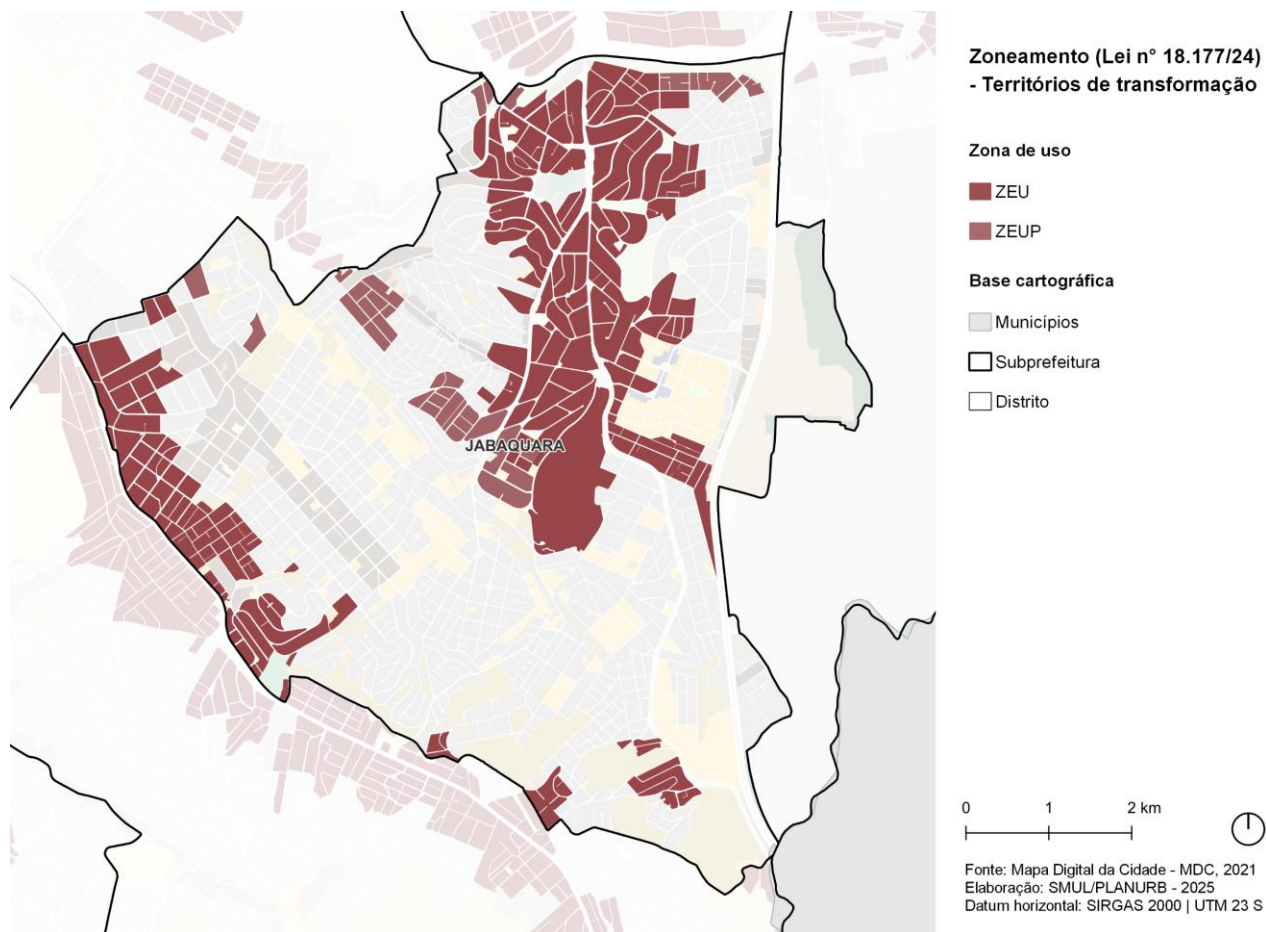 Zoneamento (Lei n° 18.177/24)
- Territórios de transformação
Zona de uso
ZEU
ZEUP
Base cartográfica
Municípios
Subprefeitura
Distrito
JABAQUARA
0 1 2 km
Fonte: Mapa Digital da Cidade - MDC, 2021
Elaboração: SMUL/PLANURB - 2025
Datum horizontal: SIRGAS 2000 | UTM 23 S